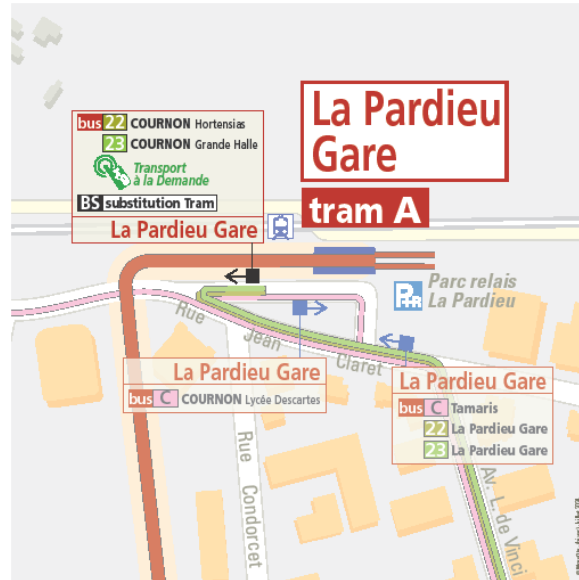 La Pardieu
Gare
tram A
bus 22 COURNON Hortensias
23 COURNON Grande Halle
Transport
à la Demande
BS substitution Tram
La Pardieu Gare
P+R
Parc relais
La Pardieu
Rue Jean Claret
La Pardieu Gare
bus C COURNON Lycée Descartes
La Pardieu Gare
bus C Tamaris
22 La Pardieu Gare
23 La Pardieu Gare
Rue Condorcet
Av. L. de Vinci